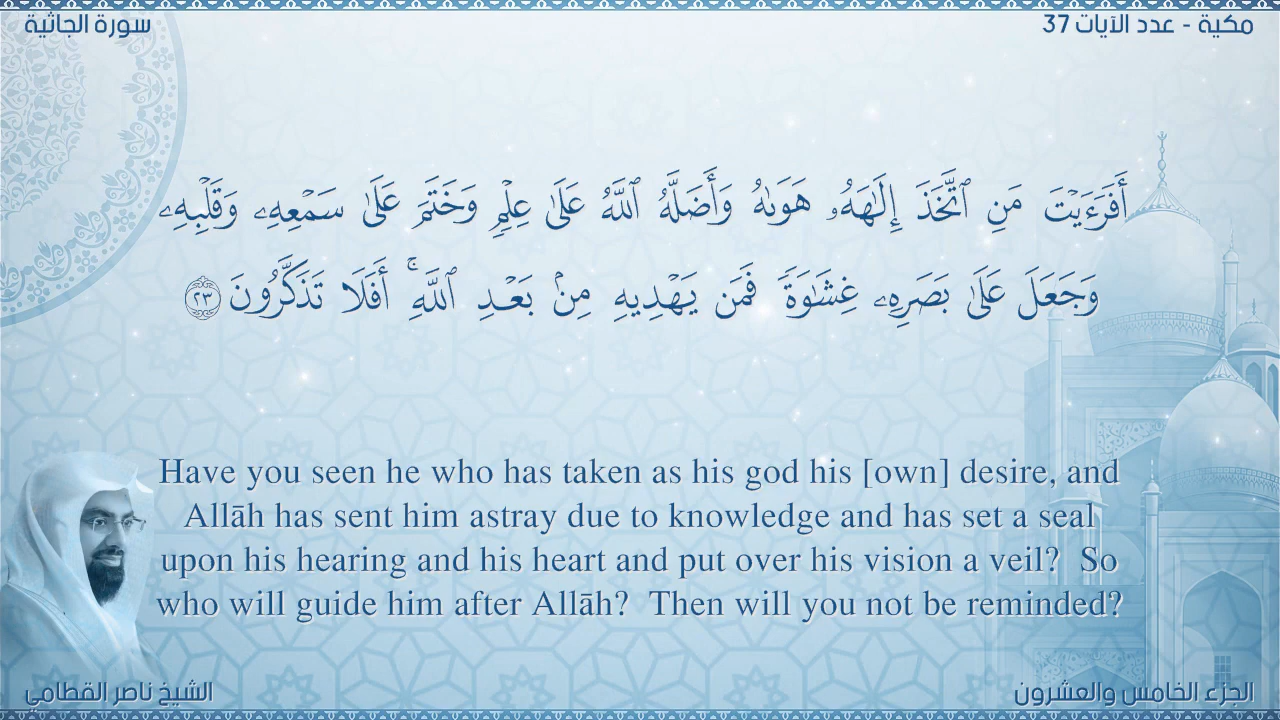 مكية - عدد الآيات 37
سورة الجاثية
أَفَرَءَيْتَ مَنِ ٱتَّخَذَ إِلَٰهَهُۥ هَوَىٰهُ وَأَضَلَّهُ ٱللَّهُ عَلَىٰ عِلْمٍ وَخَتَمَ عَلَىٰ سَمْعِهِۦ وَقَلْبِهِۦ
وَجَعَلَ عَلَىٰ بَصَرِهِۦ غِشَٰوَةً فَمَن يَهْدِيهِ مِنۢ بَعْدِ ٱللَّهِ ۚ أَفَلَا تَذَكَّرُونَ ٢٣
Have you seen he who has taken as his god his [own] desire, and
Allāh has sent him astray due to knowledge and has set a seal
upon his hearing and his heart and put over his vision a veil? So
who will guide him after Allāh? Then will you not be reminded?
الجزء الخامس والعشرون
الشيخ ناصر القطامي